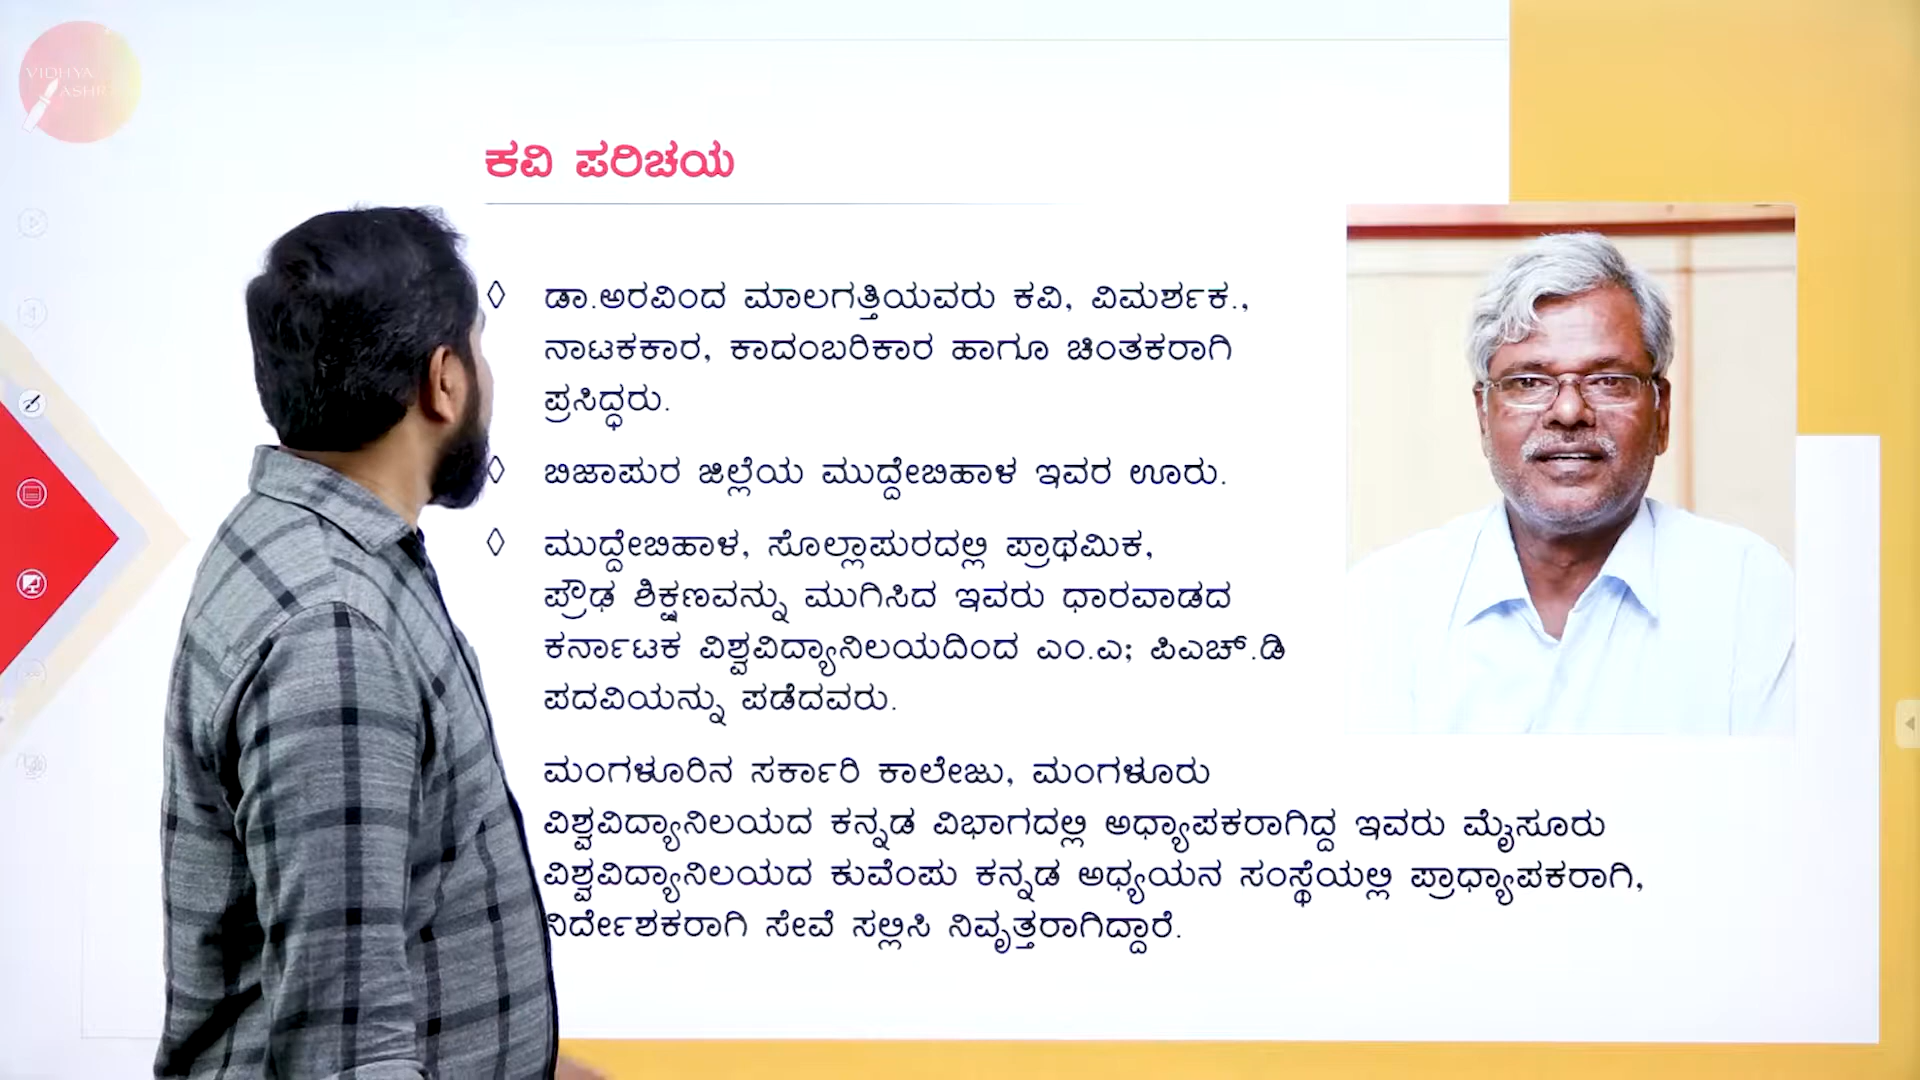 VIDHYA
ASHR
ಕವಿ ಪರಿಚಯ
ಡಾ.ಅರವಿಂದ ಮಾಲಗತ್ತಿಯವರು ಕವಿ, ವಿಮರ್ಶಕ.,
ನಾಟಕಕಾರ, ಕಾದಂಬರಿಕಾರ ಹಾಗೂ ಚಿಂತಕರಾಗಿ
ಪ್ರಸಿದ್ಧರು.
ಬಿಜಾಪುರ ಜಿಲ್ಲೆಯ ಮುದ್ದೇಬಿಹಾಳ ಇವರ ಊರು.
ಮುದ್ದೇಬಿಹಾಳ, ಸೊಲ್ಲಾಪುರದಲ್ಲಿ ಪ್ರಾಥಮಿಕ,
ಪ್ರೌಢ ಶಿಕ್ಷಣವನ್ನು ಮುಗಿಸಿದ ಇವರು ಧಾರವಾಡದ
ಕರ್ನಾಟಕ ವಿಶ್ವವಿದ್ಯಾನಿಲಯದಿಂದ ಎಂ.ಎ; ಪಿಎಚ್.ಡಿ
ಪದವಿಯನ್ನು ಪಡೆದವರು.
ಮಂಗಳೂರಿನ ಸರ್ಕಾರಿ ಕಾಲೇಜು, ಮಂಗಳೂರು
ವಿಶ್ವವಿದ್ಯಾನಿಲಯದ ಕನ್ನಡ ವಿಭಾಗದಲ್ಲಿ ಅಧ್ಯಾಪಕರಾಗಿದ್ದ ಇವರು ಮೈಸೂರು
ವಿಶ್ವವಿದ್ಯಾನಿಲಯದ ಕುವೆಂಪು ಕನ್ನಡ ಅಧ್ಯಯನ ಸಂಸ್ಥೆಯಲ್ಲಿ ಪ್ರಾಧ್ಯಾಪಕರಾಗಿ,
ನಿರ್ದೇಶಕರಾಗಿ ಸೇವೆ ಸಲ್ಲಿಸಿ ನಿವೃತ್ತರಾಗಿದ್ದಾರೆ.